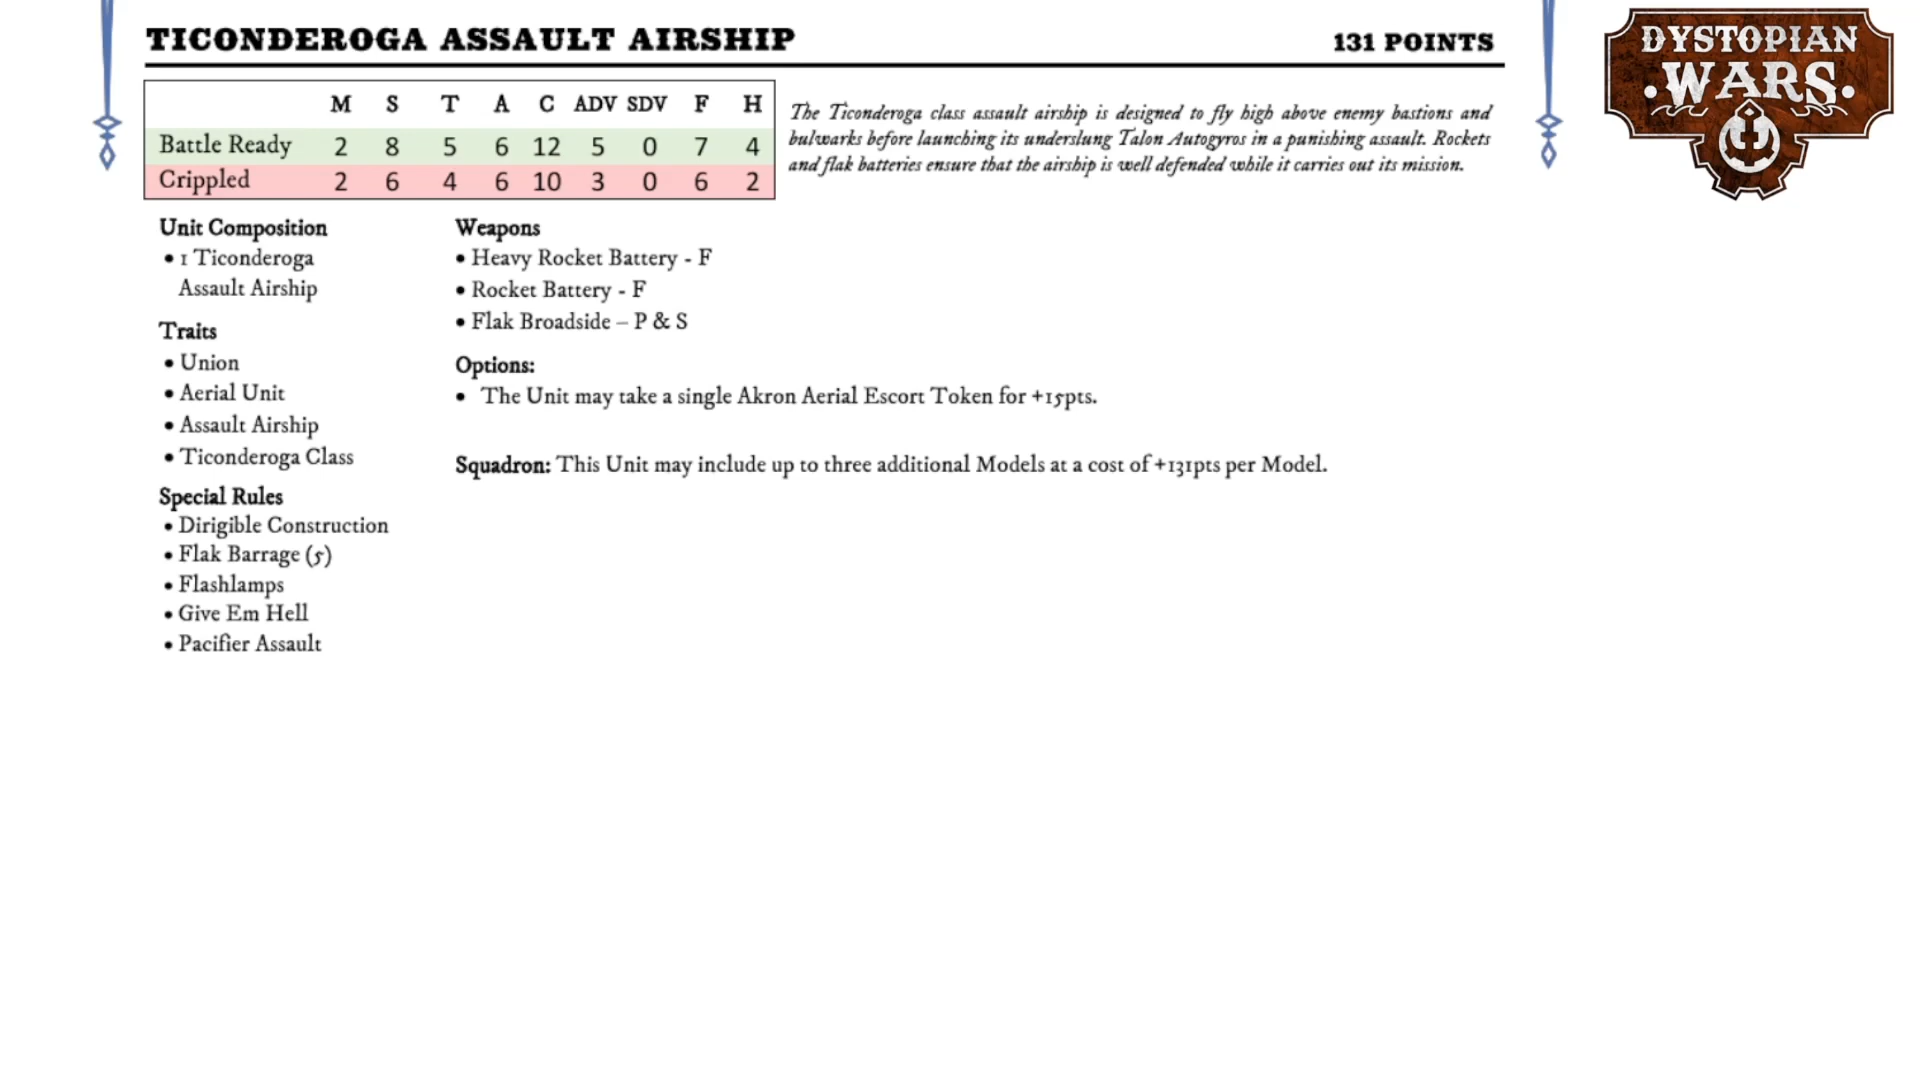 TICONDEROGA ASSAULT AIRSHIP
131 POINTS
DYSTOPIAN
WARS
M S T A C ADV SDV F H
Battle Ready 2 8 5 6 12 5 0 7 4
Crippled 2 6 4 6 10 3 0 6 2
The Ticonderoga class assault airship is designed to fly high above enemy bastions and
bulwarks before launching its underslung Talon Autogyros in a punishing assault. Rockets
and flak batteries ensure that the airship is well defended while it carries out its mission.
Unit Composition
• 1 Ticonderoga
Assault Airship
Traits
• Union
• Aerial Unit
• Assault Airship
• Ticonderoga Class
Special Rules
• Dirigible Construction
• Flak Barrage (5)
• Flashlamps
• Give Em Hell
• Pacifier Assault
Weapons
• Heavy Rocket Battery - F
• Rocket Battery - F
• Flak Broadside – P & S
Options:
• The Unit may take a single Akron Aerial Escort Token for +15pts.
Squadron: This Unit may include up to three additional Models at a cost of +131pts per Model.